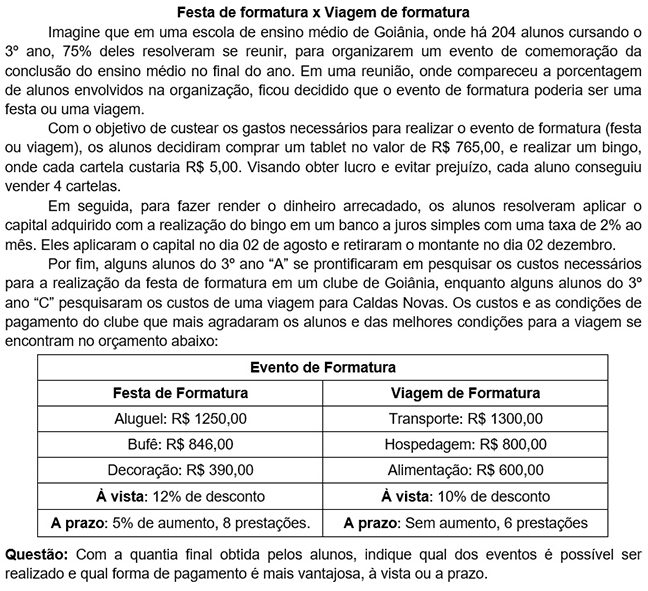 Festa de formatura x Viagem de formatura
Imagine que em uma escola de ensino médio de Goiânia, onde há 204 alunos cursando o
3º ano, 75% deles resolveram se reunir, para organizarem um evento de comemoração da
conclusão do ensino médio no final do ano. Em uma reunião, onde compareceu a porcentagem
de alunos envolvidos na organização, ficou decidido que o evento de formatura poderia ser uma
festa ou uma viagem.
Com o objetivo de custear os gastos necessários para realizar o evento de formatura (festa
ou viagem), os alunos decidiram comprar um tablet no valor de R$ 765,00, e realizar um bingo,
onde cada cartela custaria R$ 5,00. Visando obter lucro e evitar prejuízo, cada aluno conseguiu
vender 4 cartelas.
Em seguida, para fazer render o dinheiro arrecadado, os alunos resolveram aplicar o
capital adquirido com a realização do bingo em um banco a juros simples com uma taxa de 2% ao
mês. Eles aplicaram o capital no dia 02 de agosto e retiraram o montante no dia 02 dezembro.
Por fim, alguns alunos do 3º ano “A” se prontificaram em pesquisar os custos necessários
para a realização da festa de formatura em um clube de Goiânia, enquanto alguns alunos do 3º
ano “C” pesquisaram os custos de uma viagem para Caldas Novas. Os custos e as condições de
pagamento do clube que mais agradaram os alunos e das melhores condições para a viagem se
encontram no orçamento abaixo:
Evento de Formatura
Festa de Formatura Viagem de Formatura
Aluguel: R$ 1250,00 Transporte: R$ 1300,00
Bufê: R$ 846,00 Hospedagem: R$ 800,00
Decoração: R$ 390,00 Alimentação: R$ 600,00
À vista: 12% de desconto À vista: 10% de desconto
A prazo: 5% de aumento, 8 prestações. A prazo: Sem aumento, 6 prestações
Questão: Com a quantia final obtida pelos alunos, indique qual dos eventos é possível ser
realizado e qual forma de pagamento é mais vantajosa, à vista ou a prazo.